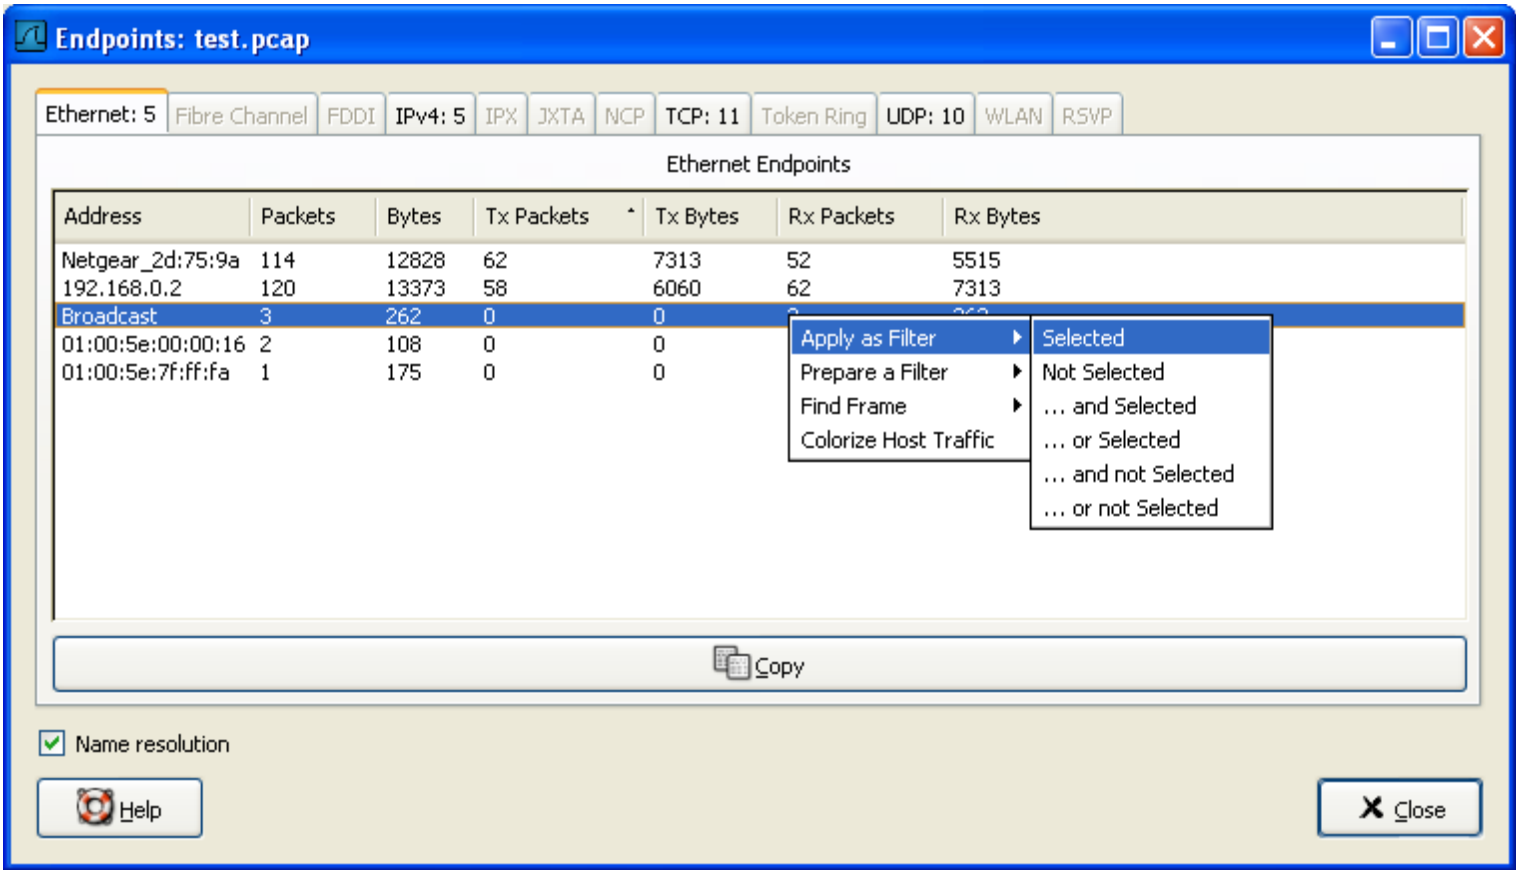 Endpoints: test.pcap
Ethernet: 5 Fibre Channel FDDI IPv4: 5 IPX JXTA NCP TCP: 11 Token Ring UDP: 10 WLAN RSVP
Ethernet Endpoints
Address Packets Bytes Tx Packets Tx Bytes Rx Packets Rx Bytes
Netgear_2d:75:9a 114 12828 62 7313 52 5515
192.168.0.2 120 13373 58 6060 62 7313
Broadcast 3 262 0 0
01:00:5e:00:00:16 2 108 0 0
01:00:5e:7f:ff:fa 1 175 0 0
Apply as Filter
Prepare a Filter
Find Frame
Colorize Host Traffic
Selected
Not Selected
... and Selected
... or Selected
... and not Selected
... or not Selected
Copy
Name resolution
Help
Close